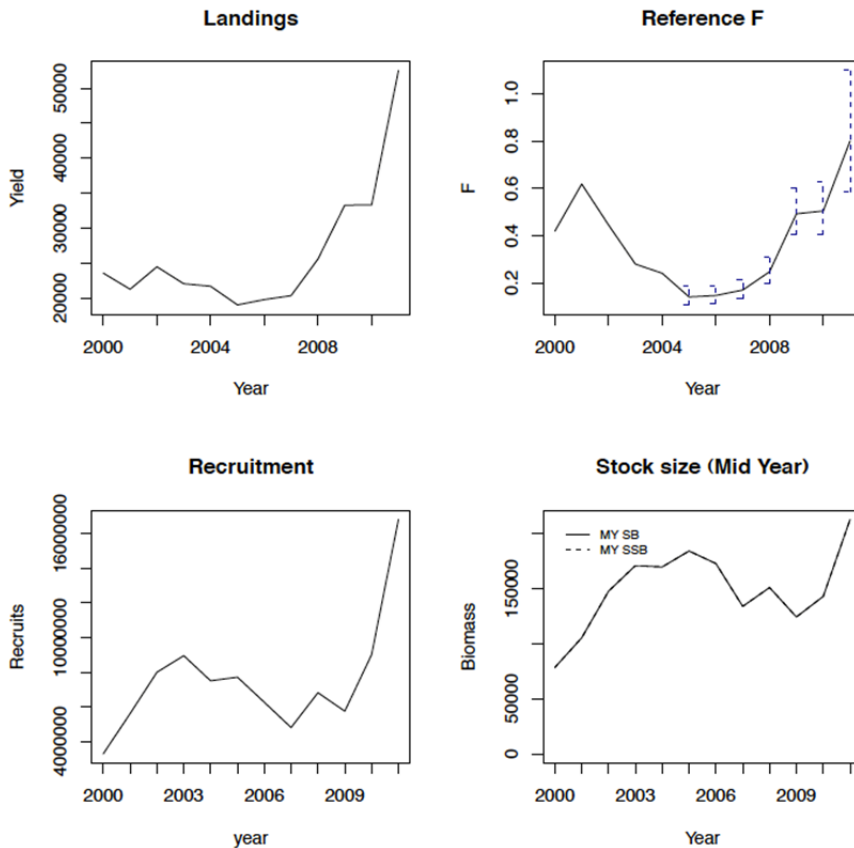 Landings
Yield
50000
40000
30000
20000
2000
2004
2008
Year
Reference F
F
1.0
0.8
0.6
0.4
0.2
2000
2004
2008
Year
Recruitment
Recruits
16000000
10000000
4000000
2000
2003
2006
2009
year
Stock size (Mid Year)
MY SB
MY SSB
Biomass
150000
50000
0
2000
2003
2006
2009
Year